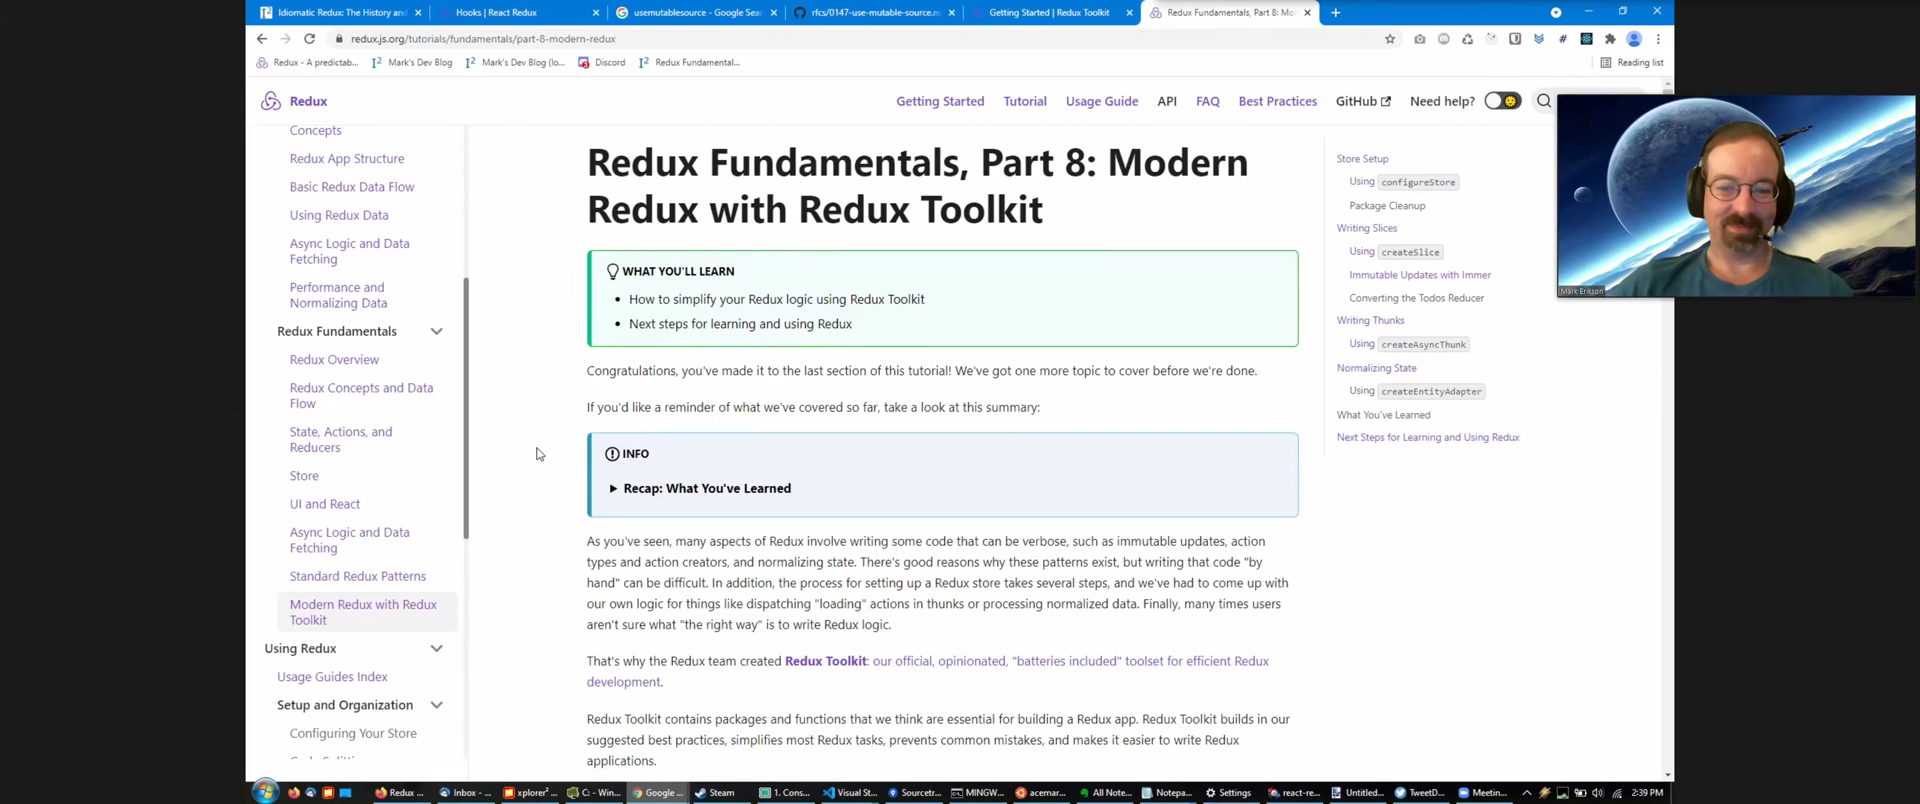 Idiomatic Redux: The History and
Hooks | React Redux
usemutablesource - Google Sea
rfcs/0147-use-mutable-source.m
Getting Started | Redux Toolkit
Redux Fundamentals, Part 8: Mo
redux.js.org/tutorials/fundamentals/part-8-modern-redux
Redux - A predictab...
Mark's Dev Blog
Mark's Dev Blog (lo...
Discord
Redux Fundamental...
Reading list
Redux
Getting Started
Tutorial
Usage Guide
API
FAQ
Best Practices
GitHub
Need help?
Concepts
Redux App Structure
Basic Redux Data Flow
Using Redux Data
Async Logic and Data
Fetching
Performance and
Normalizing Data
Redux Fundamentals
Redux Overview
Redux Concepts and Data
Flow
State, Actions, and
Reducers
Store
UI and React
Async Logic and Data
Fetching
Standard Redux Patterns
Modern Redux with Redux
Toolkit
Using Redux
Usage Guides Index
Setup and Organization
Configuring Your Store
Redux Fundamentals, Part 8: Modern
Redux with Redux Toolkit
WHAT YOU'LL LEARN
• How to simplify your Redux logic using Redux Toolkit
• Next steps for learning and using Redux
Congratulations, you've made it to the last section of this tutorial! We've got one more topic to cover before we're done.
If you'd like a reminder of what we've covered so far, take a look at this summary:
INFO
Recap: What You've Learned
As you've seen, many aspects of Redux involve writing some code that can be verbose, such as immutable updates, action
types and action creators, and normalizing state. There's good reasons why these patterns exist, but writing that code "by
hand" can be difficult. In addition, the process for setting up a Redux store takes several steps, and we've had to come up with
our own logic for things like dispatching "loading" actions in thunks or processing normalized data. Finally, many times users
aren't sure what "the right way" is to write Redux logic.
That's why the Redux team created Redux Toolkit: our official, opinionated, "batteries included" toolset for efficient Redux
development.
Redux Toolkit contains packages and functions that we think are essential for building a Redux app. Redux Toolkit builds in our
suggested best practices, simplifies most Redux tasks, prevents common mistakes, and makes it easier to write Redux
applications.
Store Setup
Using configureStore
Package Cleanup
Writing Slices
Using createSlice
Immutable Updates with Immer
Converting the Todos Reducer
Writing Thunks
Using createAsyncThunk
Normalizing State
Using createEntityAdapter
What You've Learned
Next Steps for Learning and Using Redux
Mark Erikson
Redux ...
Inbox - ...
xplorer² ...
C: - Win...
Google ...
Steam
1. Cons...
Visual St...
Sourcetr...
MINGW...
acemar...
All Note...
Notepa...
Settings
react-re...
Untitled...
TweetD...
Meetin...
2:39 PM